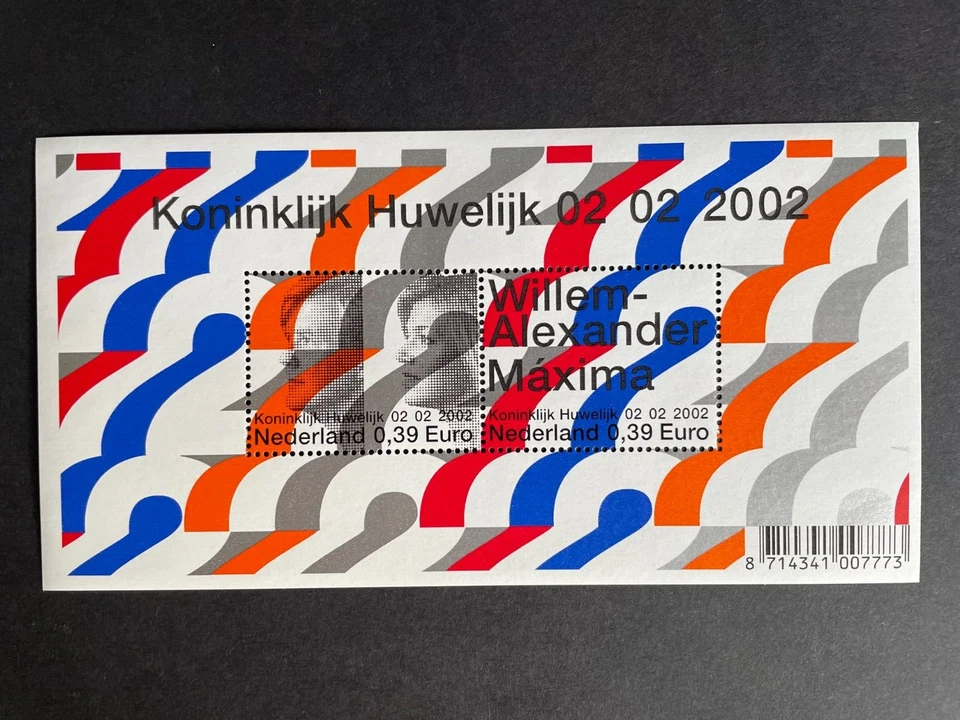 Koninklijk Huwelijk 02 02 2002
Koninklijk Huwelijk 02 02 2002
Nederland 0,39 Euro
Willem-
Alexander
Máxima
Koninklijk Huwelijk 02 02 2002
Nederland 0,39 Euro
8 714341 007773